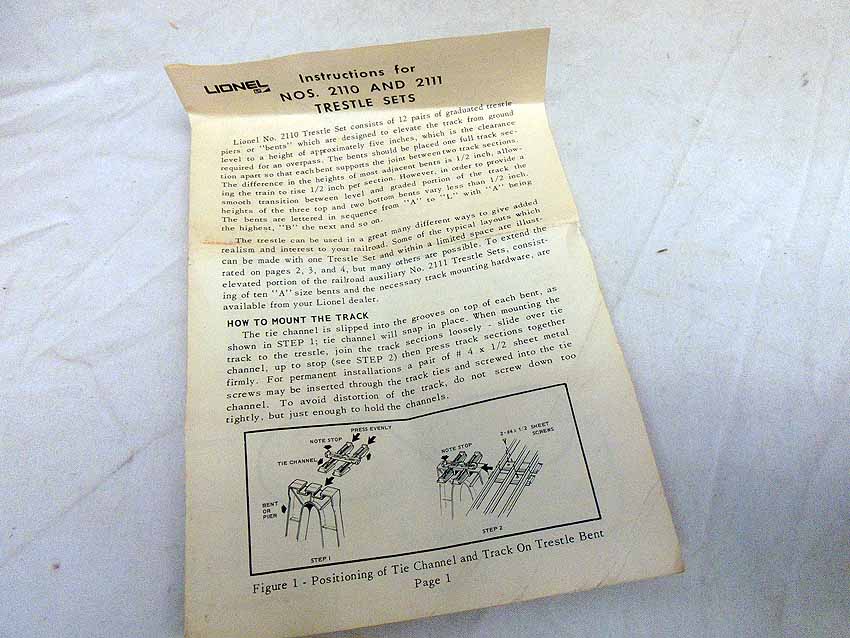 LIONEL
Instructions for
NOS. 2110 AND 2111
TRESTLE SETS
Lionel No. 2110 Trestle Set consists of 12 pairs of graduated trestle
piers or "bents" which are designed to elevate the track from ground
level to a height of approximately five inches, which is the clearance
required for an overpass. The bents should be placed one full track sec-
tion apart so that each bent supports the joint between two track sections.
The difference in the heights of most adjacent bents is 1/2 inch, allow-
ing the train to rise 1/2 inch per section. However, in order to provide a
smooth transition between level and graded portion of the track the
heights of the three top and two bottom bents vary less than 1/2 inch.
The bents are lettered in sequence from "A" to "L" with "A" being
the highest, "B" the next and so on.
The trestle can be used in a great many different ways to give added
realism and interest to your railroad. Some of the typical layouts which
can be made with one Trestle Set and within a limited space are illust-
rated on pages 2, 3, and 4, but many others are possible. To extend the
elevated portion of the railroad auxiliary No. 2111 Trestle Sets, consist-
ing of ten "A" size bents and the necessary track mounting hardware, are
available from your Lionel dealer.
HOW TO MOUNT THE TRACK
The tie channel is slipped into the grooves on top of each bent, as
shown in STEP 1; tie channel will snap in place. When mounting the
track to the trestle, join the track sections loosely - slide over tie
channel, up to stop (see STEP 2) then press track sections together
firmly. For permanent installations a pair of # 4 x 1/2 sheet metal
screws may be inserted through the track ties and screwed into the tie
channel. To avoid distortion of the track, do not screw down too
tightly, but just enough to hold the channels.
PRESS EVENLY
NOTE STOP
TIE CHANNEL
BENT
OR
PIER
STEP 1
NOTE STOP
2-#4 x 1/2 SHEET
SCREWS
STEP 2
Figure 1 - Positioning of Tie Channel and Track On Trestle Bent
Page 1